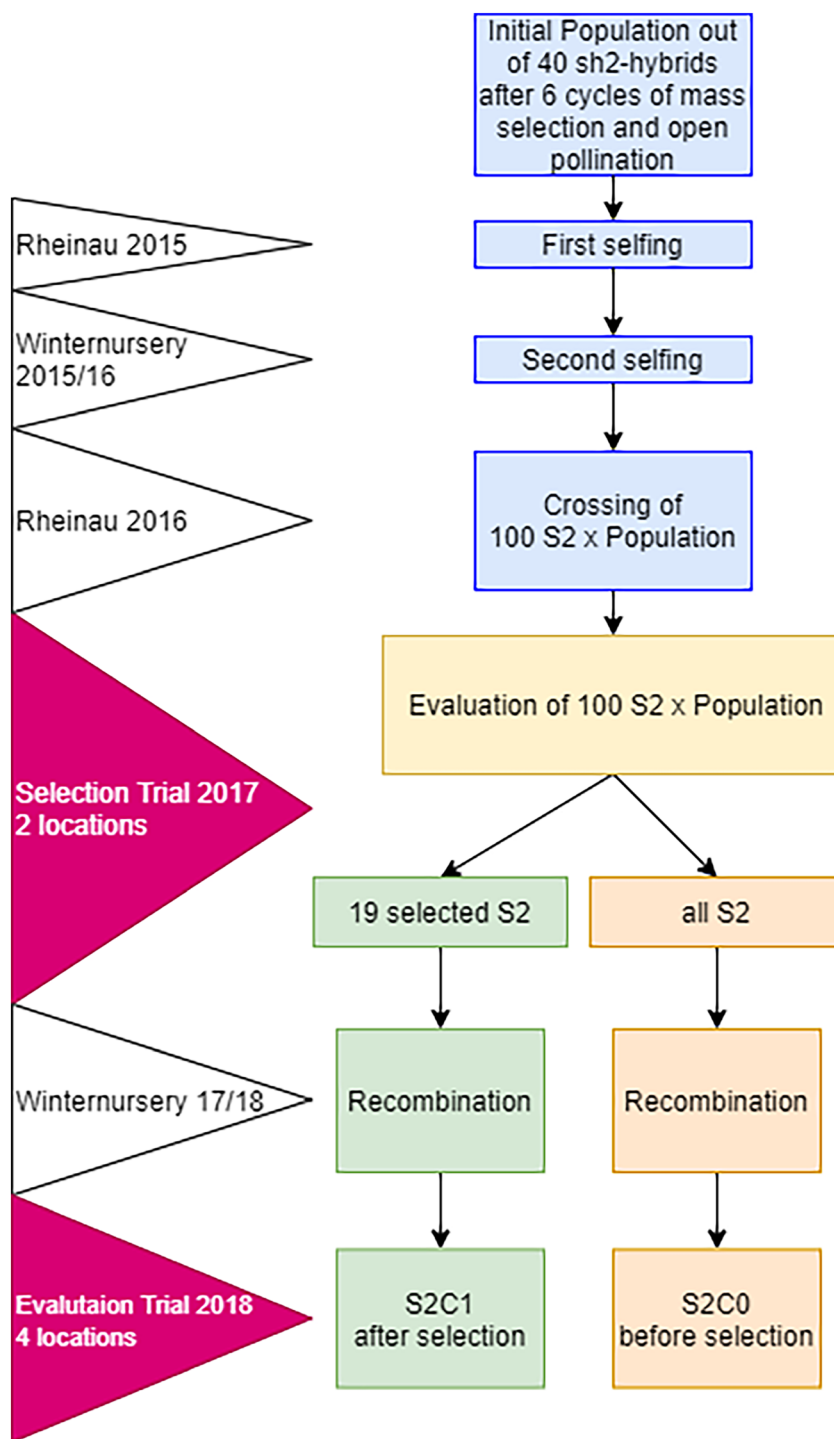 Initial Population out
of 40 sh2-hybrids
after 6 cycles of mass
selection and open
pollination
Rheinau 2015
First selfing
Winternursery
2015/16
Second selfing
Rheinau 2016
Crossing of
100 S2 x Population
Evaluation of 100 S2 x Population
Selection Trial 2017
2 locations
19 selected S2
all S2
Winternursery 17/18
Recombination
Recombination
Evalutaion Trial 2018
4 locations
S2C1
after selection
S2C0
before selection